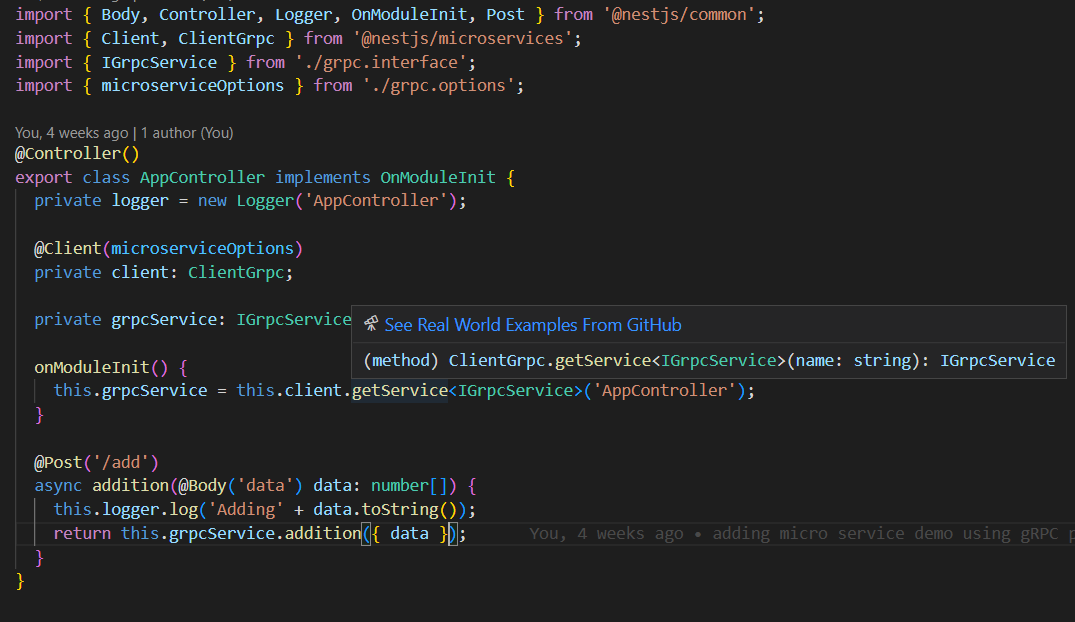 import { Body, Controller, Logger, OnModuleInit, Post } from '@nestjs/common';
import { Client, ClientGrpc } from '@nestjs/microservices';
import { IGrpcService } from './grpc.interface';
import { microserviceOptions } from './grpc.options';
You, 4 weeks ago | 1 author (You)
@Controller()
export class AppController implements OnModuleInit {
private logger = new Logger('AppController');
@Client(microserviceOptions)
private client: ClientGrpc;
private grpcService: IGrpcService
See Real World Examples From GitHub
(method) ClientGrpc.getService<IGrpcService>(name: string): IGrpcService
onModuleInit() {
this.grpcService = this.client.getService<IGrpcService>('AppController');
}
@Post('/add')
async addition(@Body('data') data: number[]) {
this.logger.log('Adding' + data.toString());
return this.grpcService.addition({ data }); You, 4 weeks ago • adding micro service demo using gRPC
}
}